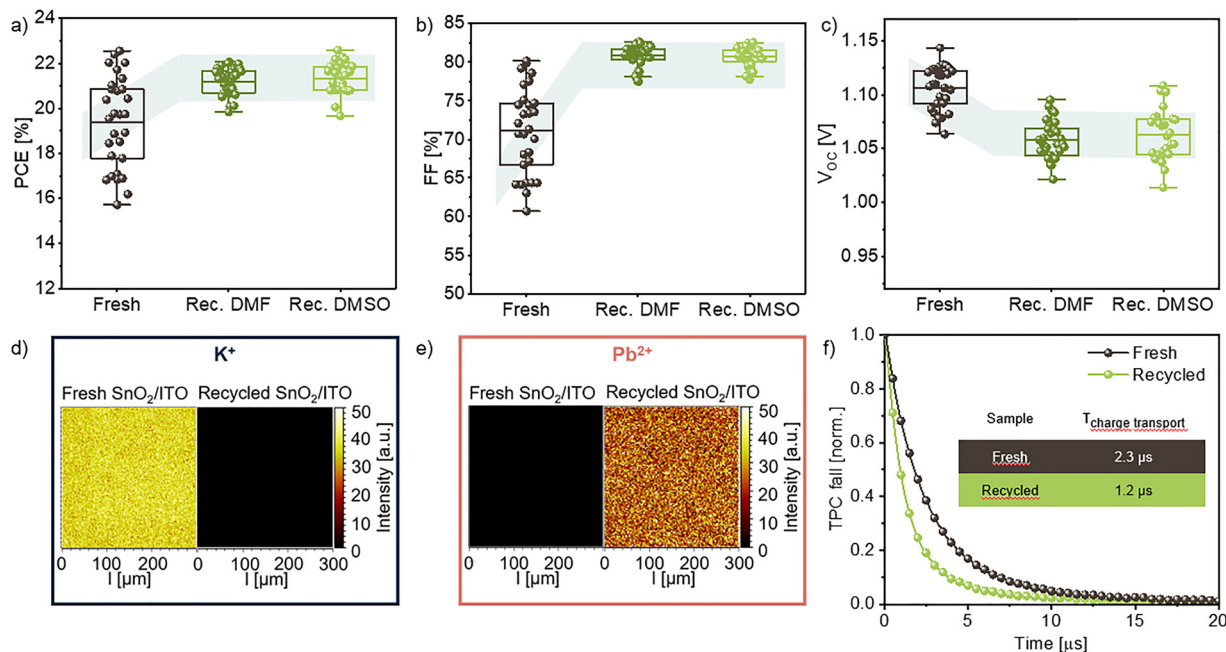 a)
22
20
18
16
14
12
PCE [%]
Fresh
Rec. DMF
Rec. DMSO
b)
85
80
75
70
65
60
55
50
FF [%]
Fresh
Rec. DMF
Rec. DMSO
c)
1.15
1.10
1.05
1.00
0.95
V_OC [V]
Fresh
Rec. DMF
Rec. DMSO
d)
K⁺
Fresh SnO₂/ITO
Recycled SnO₂/ITO
0 100 200 0 100 200 300
l [µm]
l [µm]
50
40
30
20
10
0
Intensity [a.u.]
e)
Pb²⁺
Fresh SnO₂/ITO
Recycled SnO₂/ITO
0 100 200 0 100 200 300
l [µm]
l [µm]
50
40
30
20
10
0
Intensity [a.u.]
f)
1.0
0.8
0.6
0.4
0.2
0.0
TPC fall [norm.]
Fresh
Recycled
Sample Tcharge transport
Fresh 2.3 µs
Recycled 1.2 µs
0 5 10 15 20
Time [µs]